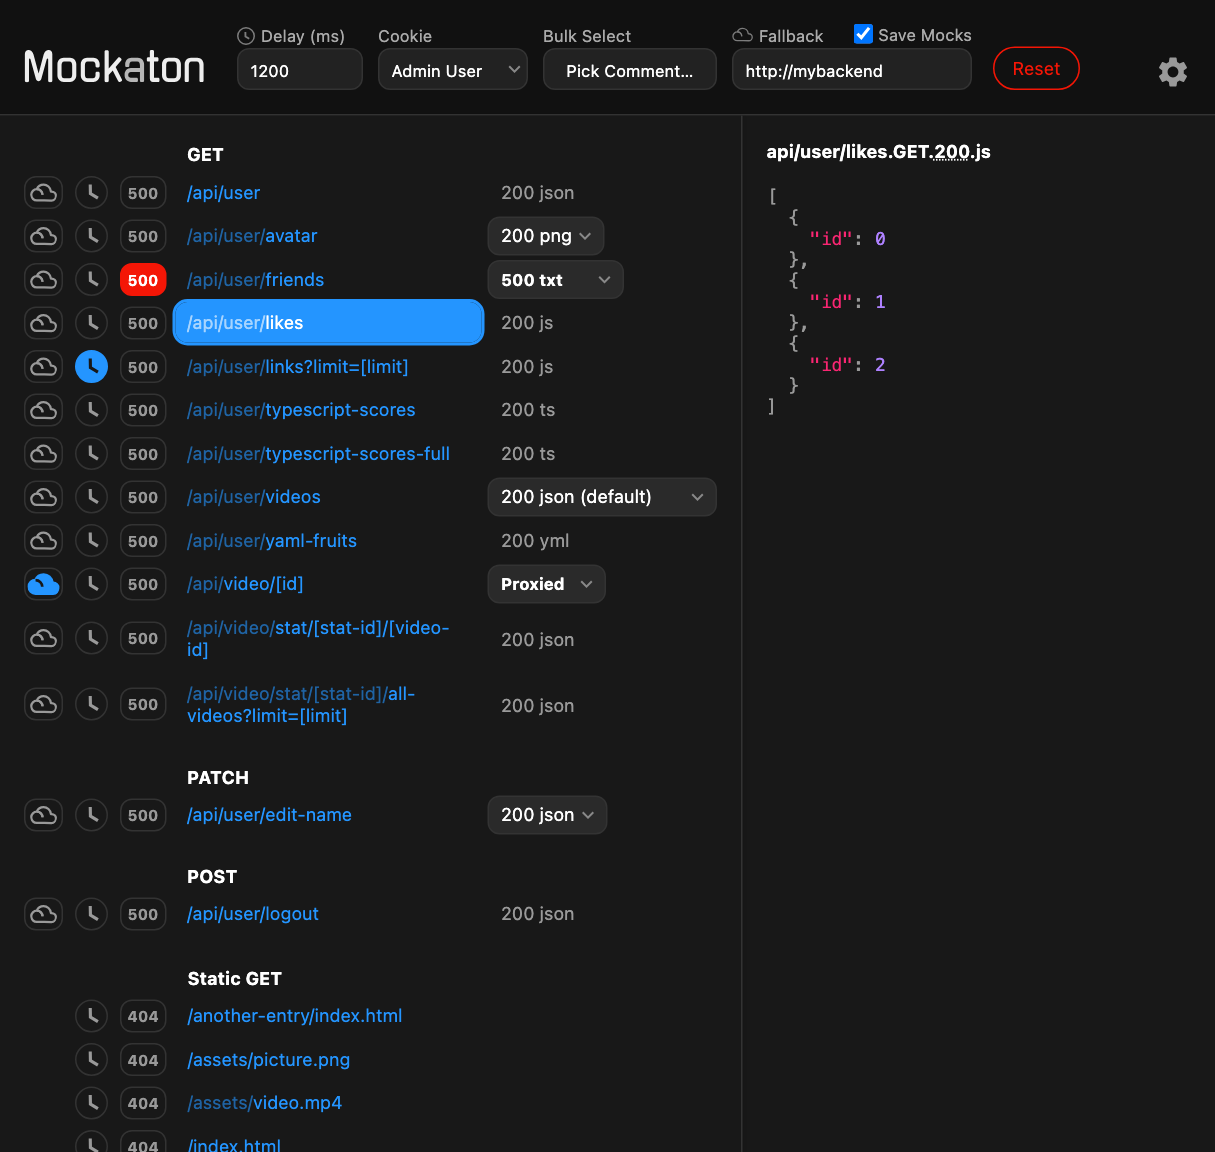 Mockaton
Delay (ms)
1200
Cookie
Admin User
Bulk Select
Pick Comment...
Fallback
Save Mocks
http://mybackend
Reset
GET
500 /api/user 200 json
500 /api/user/avatar 200 png
500 /api/user/friends 500 txt
500 /api/user/likes 200 js
500 /api/user/links?limit=[limit] 200 js
500 /api/user/typescript-scores 200 ts
500 /api/user/typescript-scores-full 200 ts
500 /api/user/videos 200 json (default)
500 /api/user/yaml-fruits 200 yml
500 /api/video/[id] Proxied
500 /api/video/stat/[stat-id]/[video-
id] 200 json
500 /api/video/stat/[stat-id]/all-
videos?limit=[limit] 200 json
PATCH
500 /api/user/edit-name 200 json
POST
500 /api/user/logout 200 json
Static GET
404 /another-entry/index.html
404 /assets/picture.png
404 /assets/video.mp4
404 /index.html
api/user/likes.GET.200.js
[
{
"id": 0
},
{
"id": 1
},
{
"id": 2
}
]